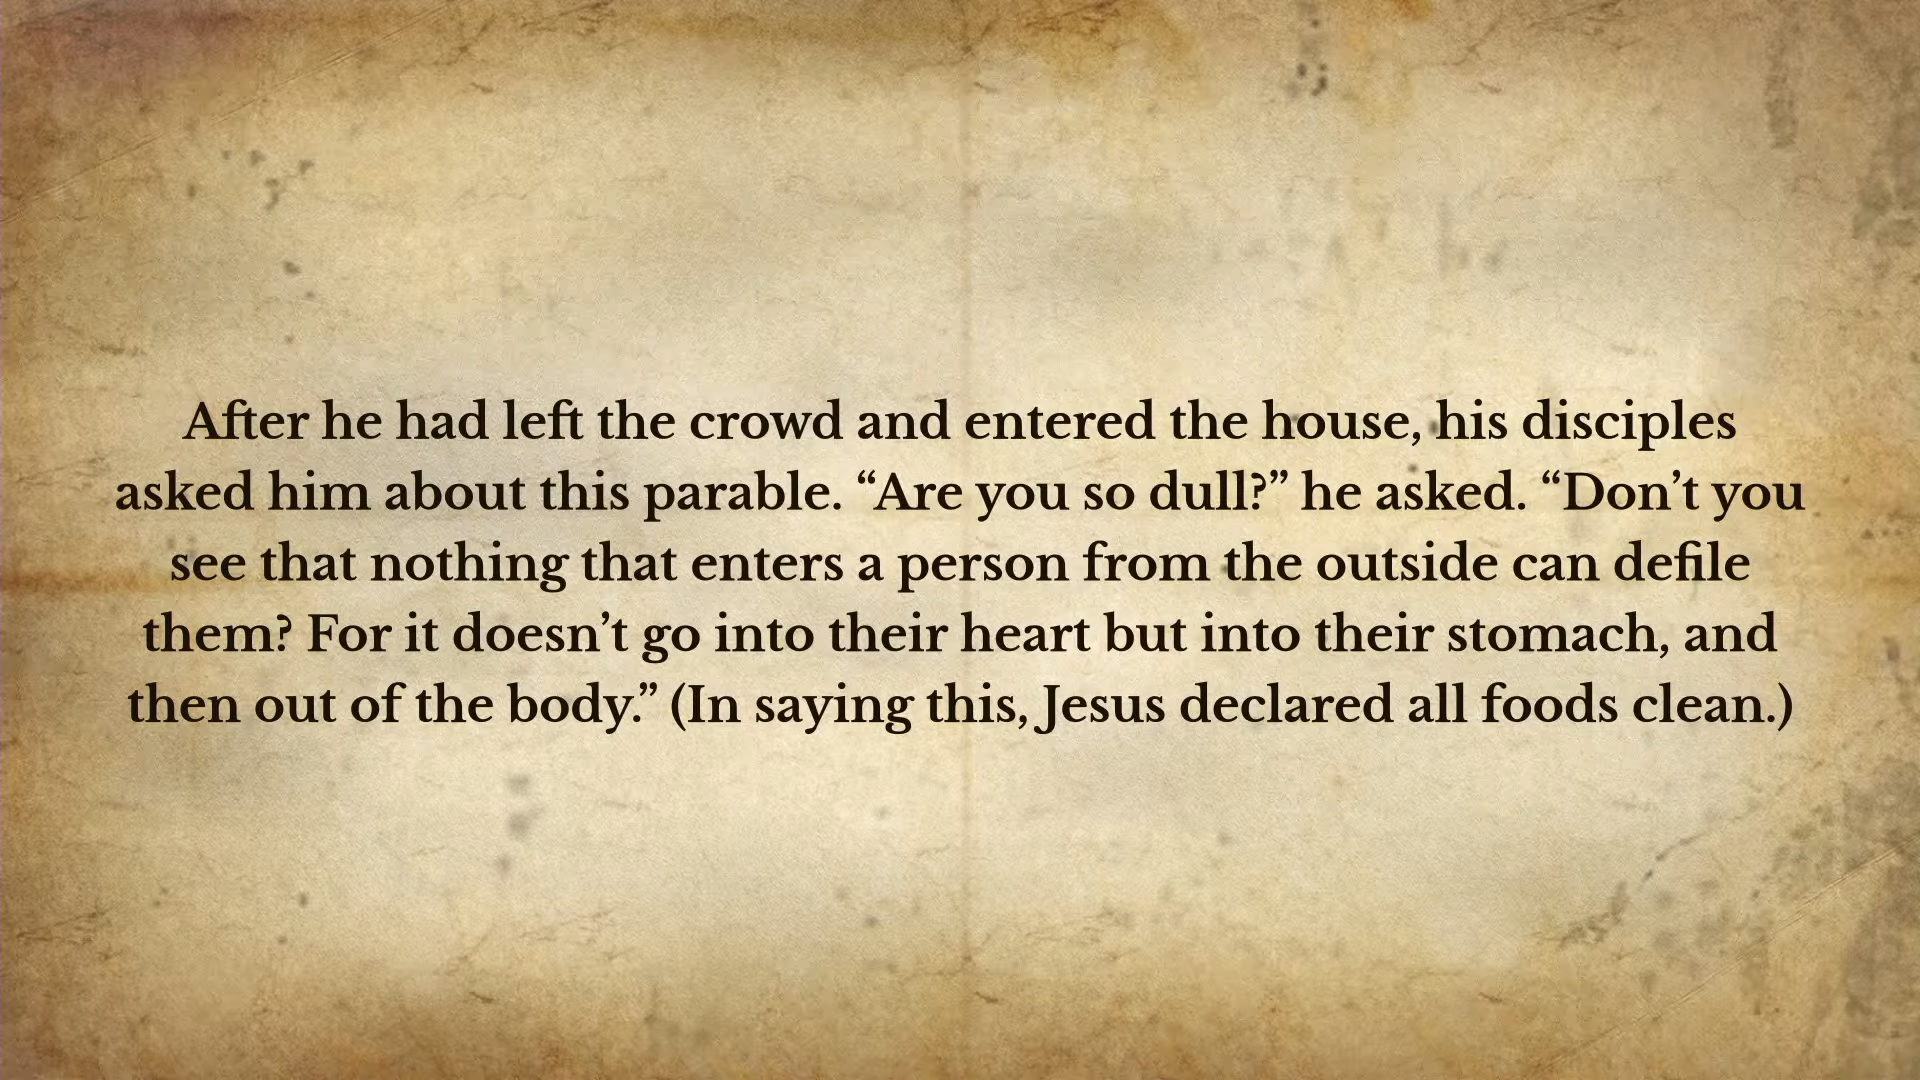 After he had left the crowd and entered the house, his disciples
asked him about this parable. “Are you so dull?” he asked. “Don’t you
see that nothing that enters a person from the outside can defile
them? For it doesn’t go into their heart but into their stomach, and
then out of the body.” (In saying this, Jesus declared all foods clean.)